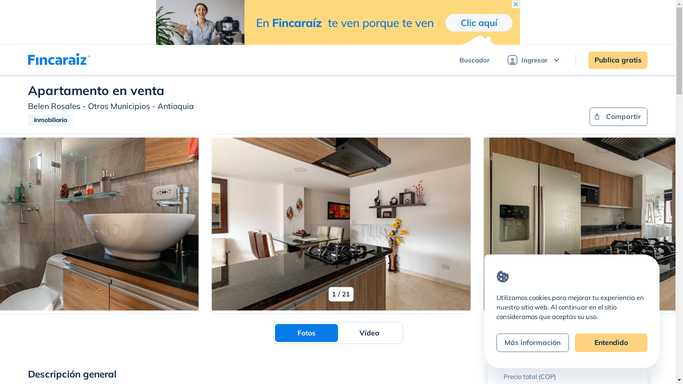 En Fincaraíz te ven porque te ven
Clic aquí
Fincaraíz
Buscador
Ingresar
Publica gratis
Apartamento en venta
Belen Rosales - Otros Municipios - Antioquia
Inmobiliaria
Compartir
1 / 21
Utilizamos cookies para mejorar tu experiencia en
nuestro sitio web. Al continuar en el sitio
consideramos que aceptas su uso.
Más información
Entendido
Fotos
Vídeo
Descripción general
Precio total (COP)